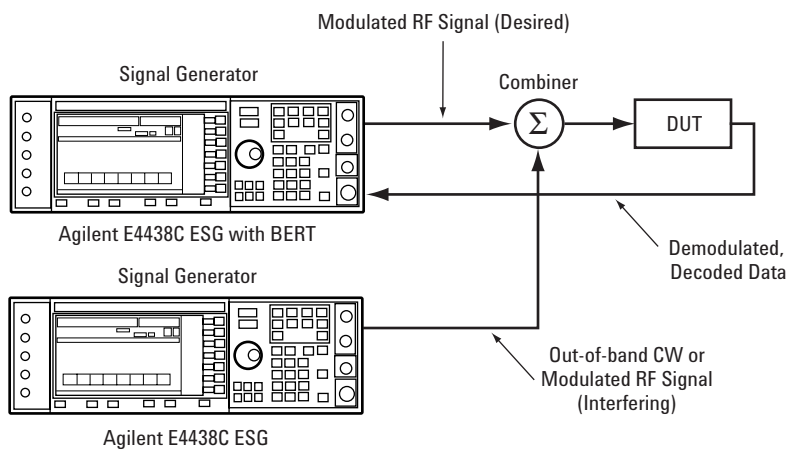 Modulated RF Signal (Desired)
Signal Generator
Combiner
Σ
DUT
Agilent E4438C ESG with BERT
Demodulated,
Decoded Data
Signal Generator
Out-of-band CW or
Modulated RF Signal
(Interfering)
Agilent E4438C ESG